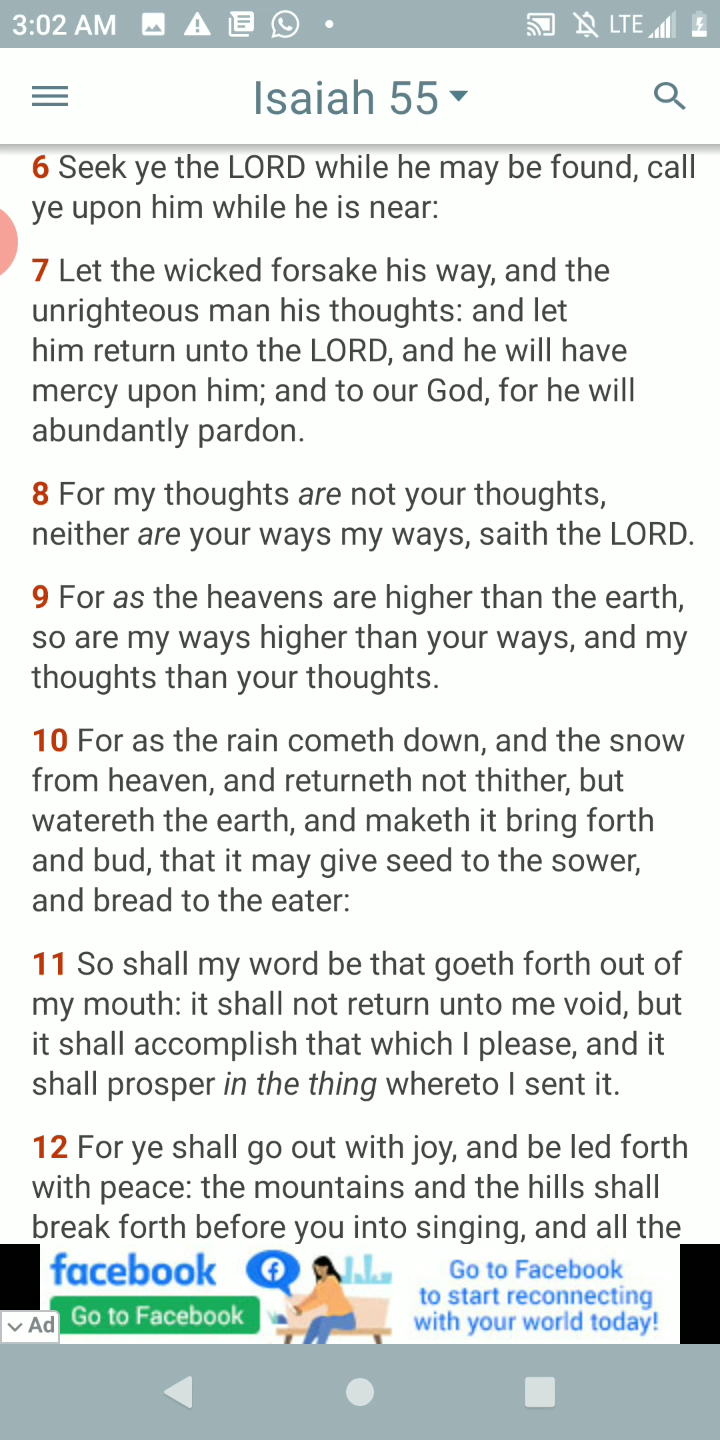 3:02 AM
LTE
Isaiah 55
6 Seek ye the LORD while he may be found, call
ye upon him while he is near:
7 Let the wicked forsake his way, and the
unrighteous man his thoughts: and let
him return unto the LORD, and he will have
mercy upon him; and to our God, for he will
abundantly pardon.
8 For my thoughts are not your thoughts,
neither are your ways my ways, saith the LORD.
9 For as the heavens are higher than the earth,
so are my ways higher than your ways, and my
thoughts than your thoughts.
10 For as the rain cometh down, and the snow
from heaven, and returneth not thither, but
watereth the earth, and maketh it bring forth
and bud, that it may give seed to the sower,
and bread to the eater:
11 So shall my word be that goeth forth out of
my mouth: it shall not return unto me void, but
it shall accomplish that which I please, and it
shall prosper in the thing whereto I sent it.
12 For ye shall go out with joy, and be led forth
with peace: the mountains and the hills shall
break forth before you into singing, and all the
facebook
Go to Facebook
Go to Facebook
to start reconnecting
with your world today!
Ad